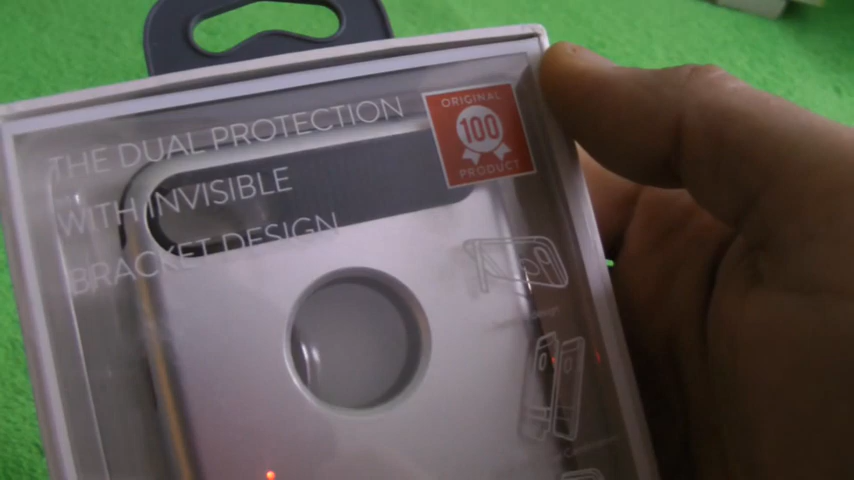 THE DUAL PROTECTION
WITH INVISIBLE
BRACKET DESIGN
ORIGINAL
100
PRODUCT